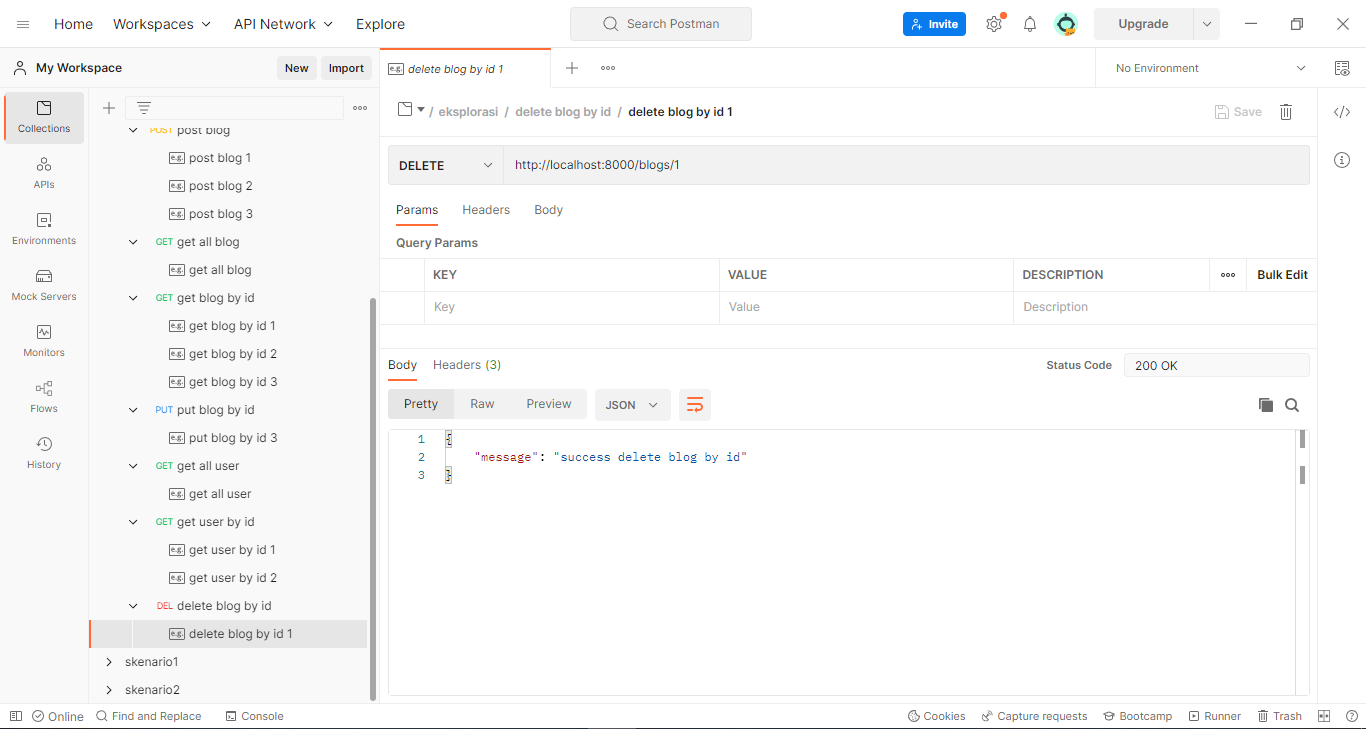 Home Workspaces API Network Explore Search Postman Invite Upgrade
My Workspace New Import
delete blog by id 1
No Environment
Collections
APIs
Environments
Mock Servers
Monitors
Flows
History
POST post blog
e.g. post blog 1
e.g. post blog 2
e.g. post blog 3
GET get all blog
e.g. get all blog
GET get blog by id
e.g. get blog by id 1
e.g. get blog by id 2
e.g. get blog by id 3
PUT put blog by id
e.g. put blog by id 3
GET get all user
e.g. get all user
GET get user by id
e.g. get user by id 1
e.g. get user by id 2
DEL delete blog by id
e.g. delete blog by id 1
skenario1
skenario2
/ eksplorasi / delete blog by id / delete blog by id 1 Save
DELETE http://localhost:8000/blogs/1
Params Headers Body
Query Params
KEY VALUE DESCRIPTION Bulk Edit
Key Value Description
Body Headers (3) Status Code 200 OK
Pretty Raw Preview JSON
1 {
2 "message": "success delete blog by id"
3 }
Online Find and Replace Console Cookies Capture requests Bootcamp Runner Trash